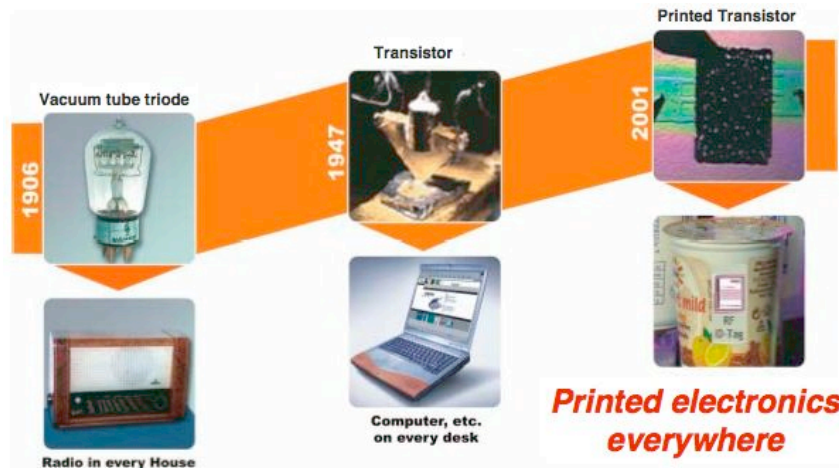 Printed Transistor
Transistor
Vacuum tube triode
1906
1947
2001
mild
RF
ID-Tag
Computer, etc.
on every desk
Printed electronics
everywhere
Radio in every House